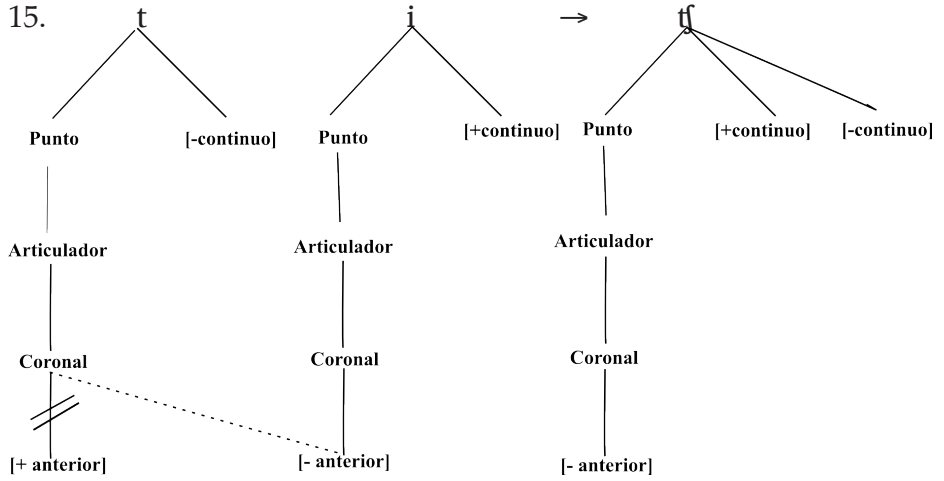 15. t i → tʃ
Punto [-continuo] Punto [+continuo] Punto [+continuo] [-continuo]
Articulador Articulador Articulador
Coronal Coronal Coronal
[+ anterior] [- anterior] [- anterior]